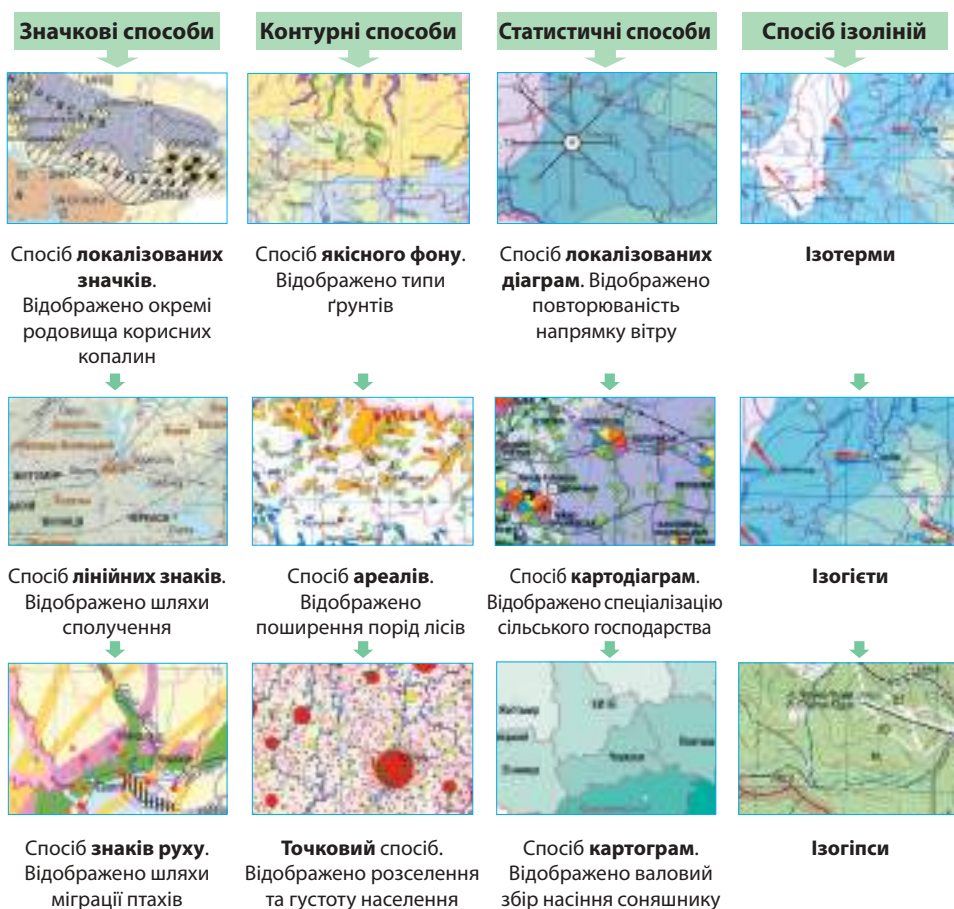 Значкові способи
Контурні способи
Статистичні способи
Спосіб ізоліній
Спосіб локалізованих
значків.
Відображено окремі
родовища корисних
копалин
Спосіб якісного фону.
Відображено типи
ґрунтів
Спосіб локалізованих
діаграм. Відображено
повторюваність
напрямку вітру
Ізотерми
Спосіб лінійних знаків.
Відображено шляхи
сполучення
Спосіб ареалів.
Відображено
поширення порід лісів
Спосіб картодіаграм.
Відображено спеціалізацію
сільського господарства
Ізогієти
Спосіб знаків руху.
Відображено шляхи
міграції птахів
Точковий спосіб.
Відображено розселення
та густоту населення
Спосіб картограм.
Відображено валовий
збір насіння соняшнику
Ізогіпси